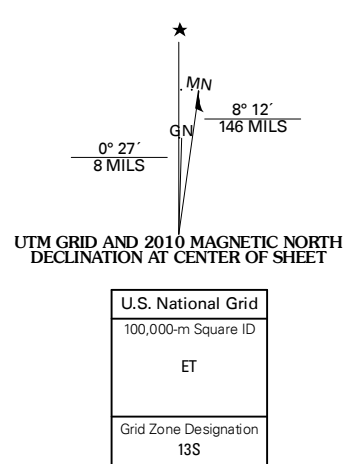 ★
MN
8° 12´
146 MILS
GN
0° 27´
8 MILS
UTM GRID AND 2010 MAGNETIC NORTH
DECLINATION AT CENTER OF SHEET
U.S. National Grid
100,000-m Square ID
ET
Grid Zone Designation
13S